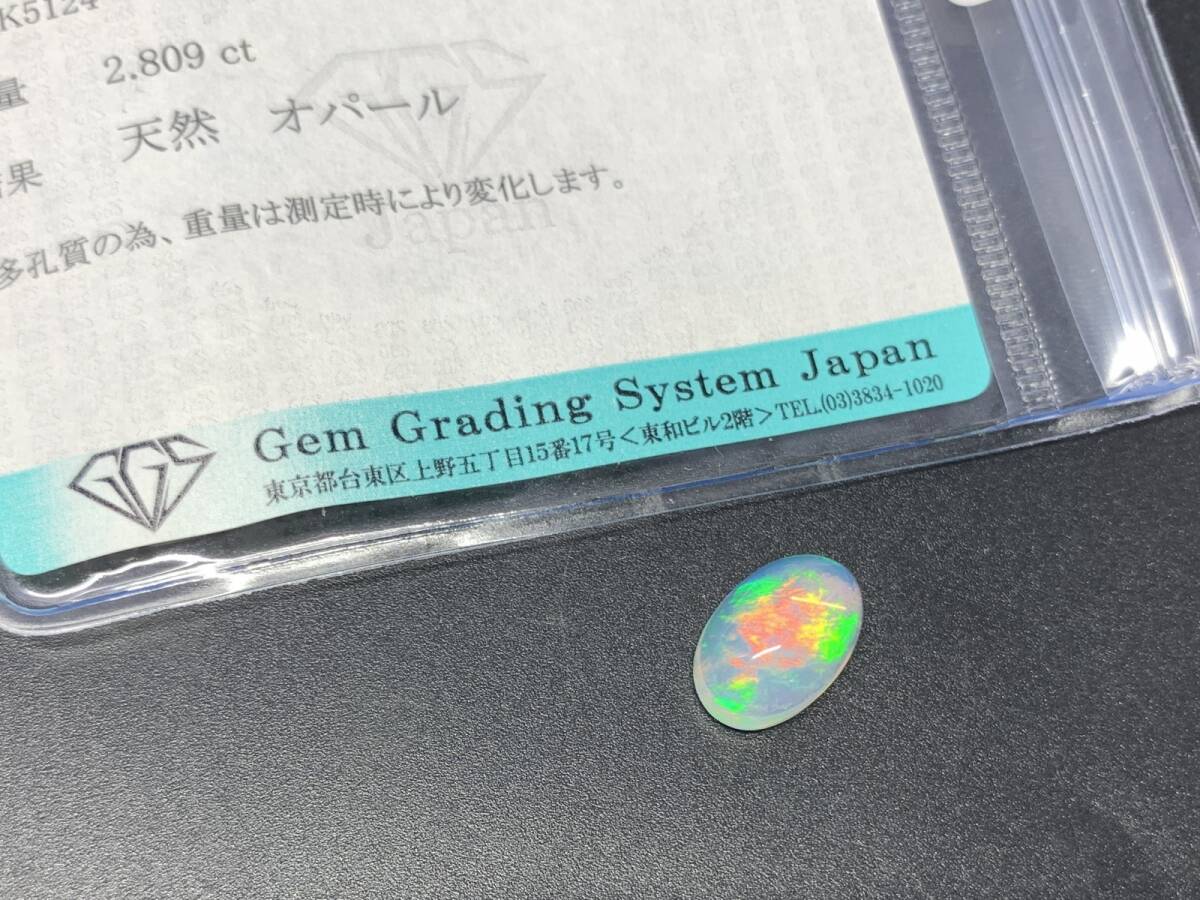 K5124
量 2.809 ct
結果 天然 オパール
多孔質の為、重量は測定時により変化します。
Japan
GGS
Gem Grading System Japan
東京都台東区上野五丁目15番17号<東和ビル2階>TEL.(03)3834-1020